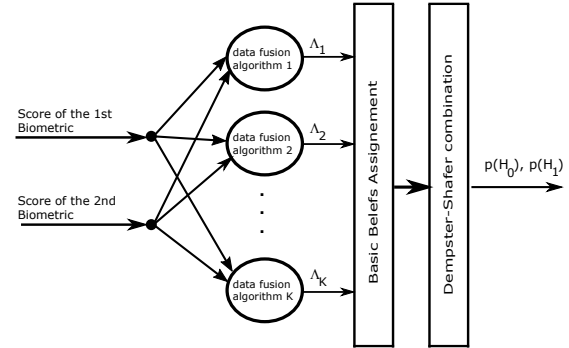 Score of the 1st
Biometric
Score of the 2nd
Biometric
data fusion
algorithm 1
data fusion
algorithm 2
.
.
.
data fusion
algorithm K
Λ1
Λ2
ΛK
Basic Belefs Assignement
Dempster-Shafer combination
p(H0), p(H1)